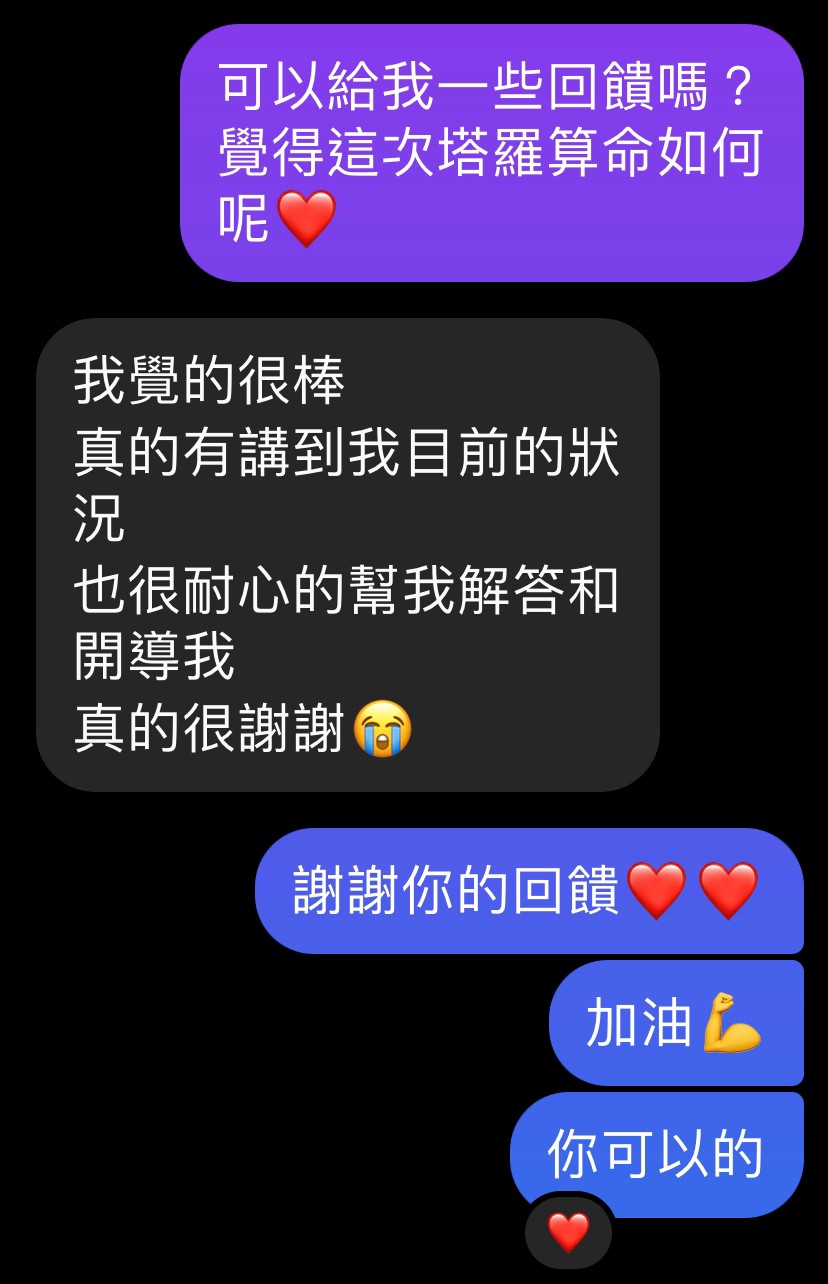 可以給我一些回饋嗎？
覺得這次塔羅算命如何
呢❤️
我覺的很棒
真的有講到我目前的狀
況
也很耐心的幫我解答和
開導我
真的很謝謝😭
謝謝你的回饋❤️❤️
加油💪
你可以的
❤️